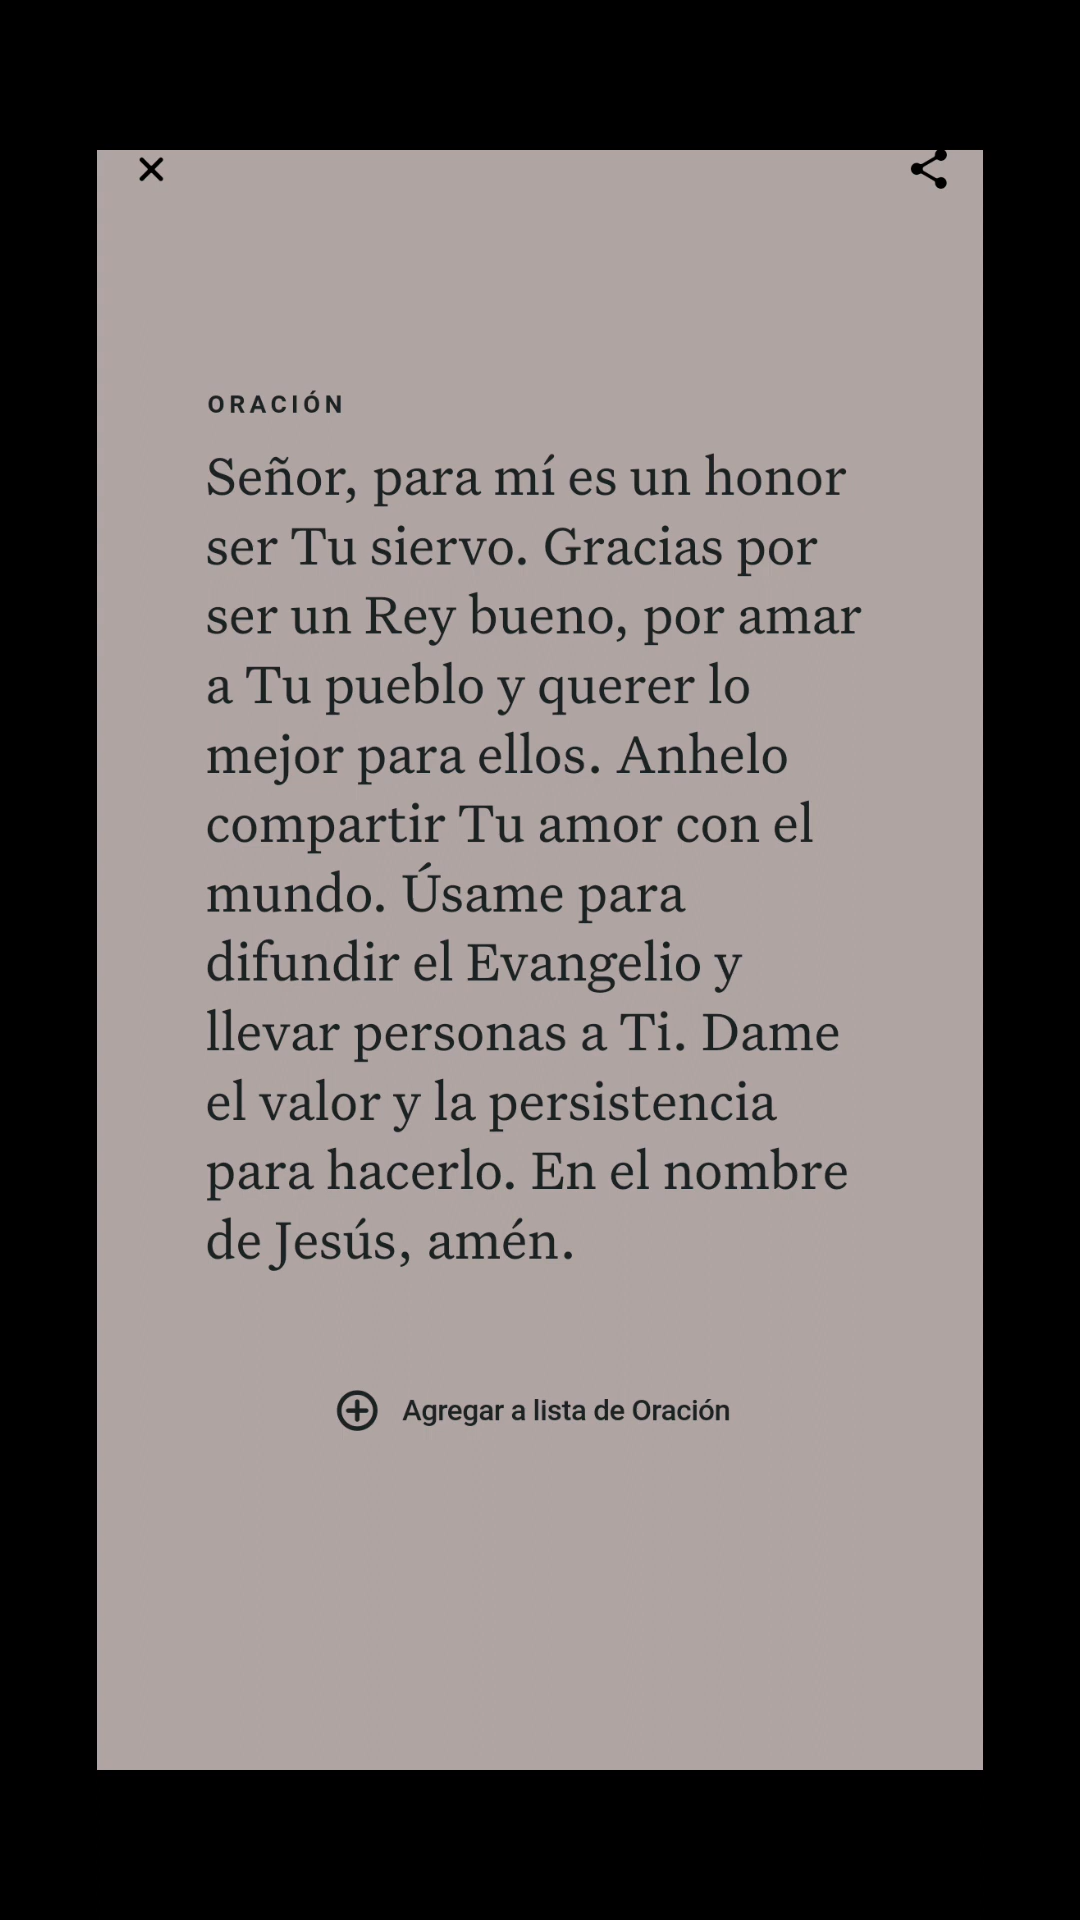 ORACIÓN
Señor, para mí es un honor
ser Tu siervo. Gracias por
ser un Rey bueno, por amar
a Tu pueblo y querer lo
mejor para ellos. Anhelo
compartir Tu amor con el
mundo. Úsame para
difundir el Evangelio y
llevar personas a Ti. Dame
el valor y la persistencia
para hacerlo. En el nombre
de Jesús, amén.
Agregar a lista de Oración